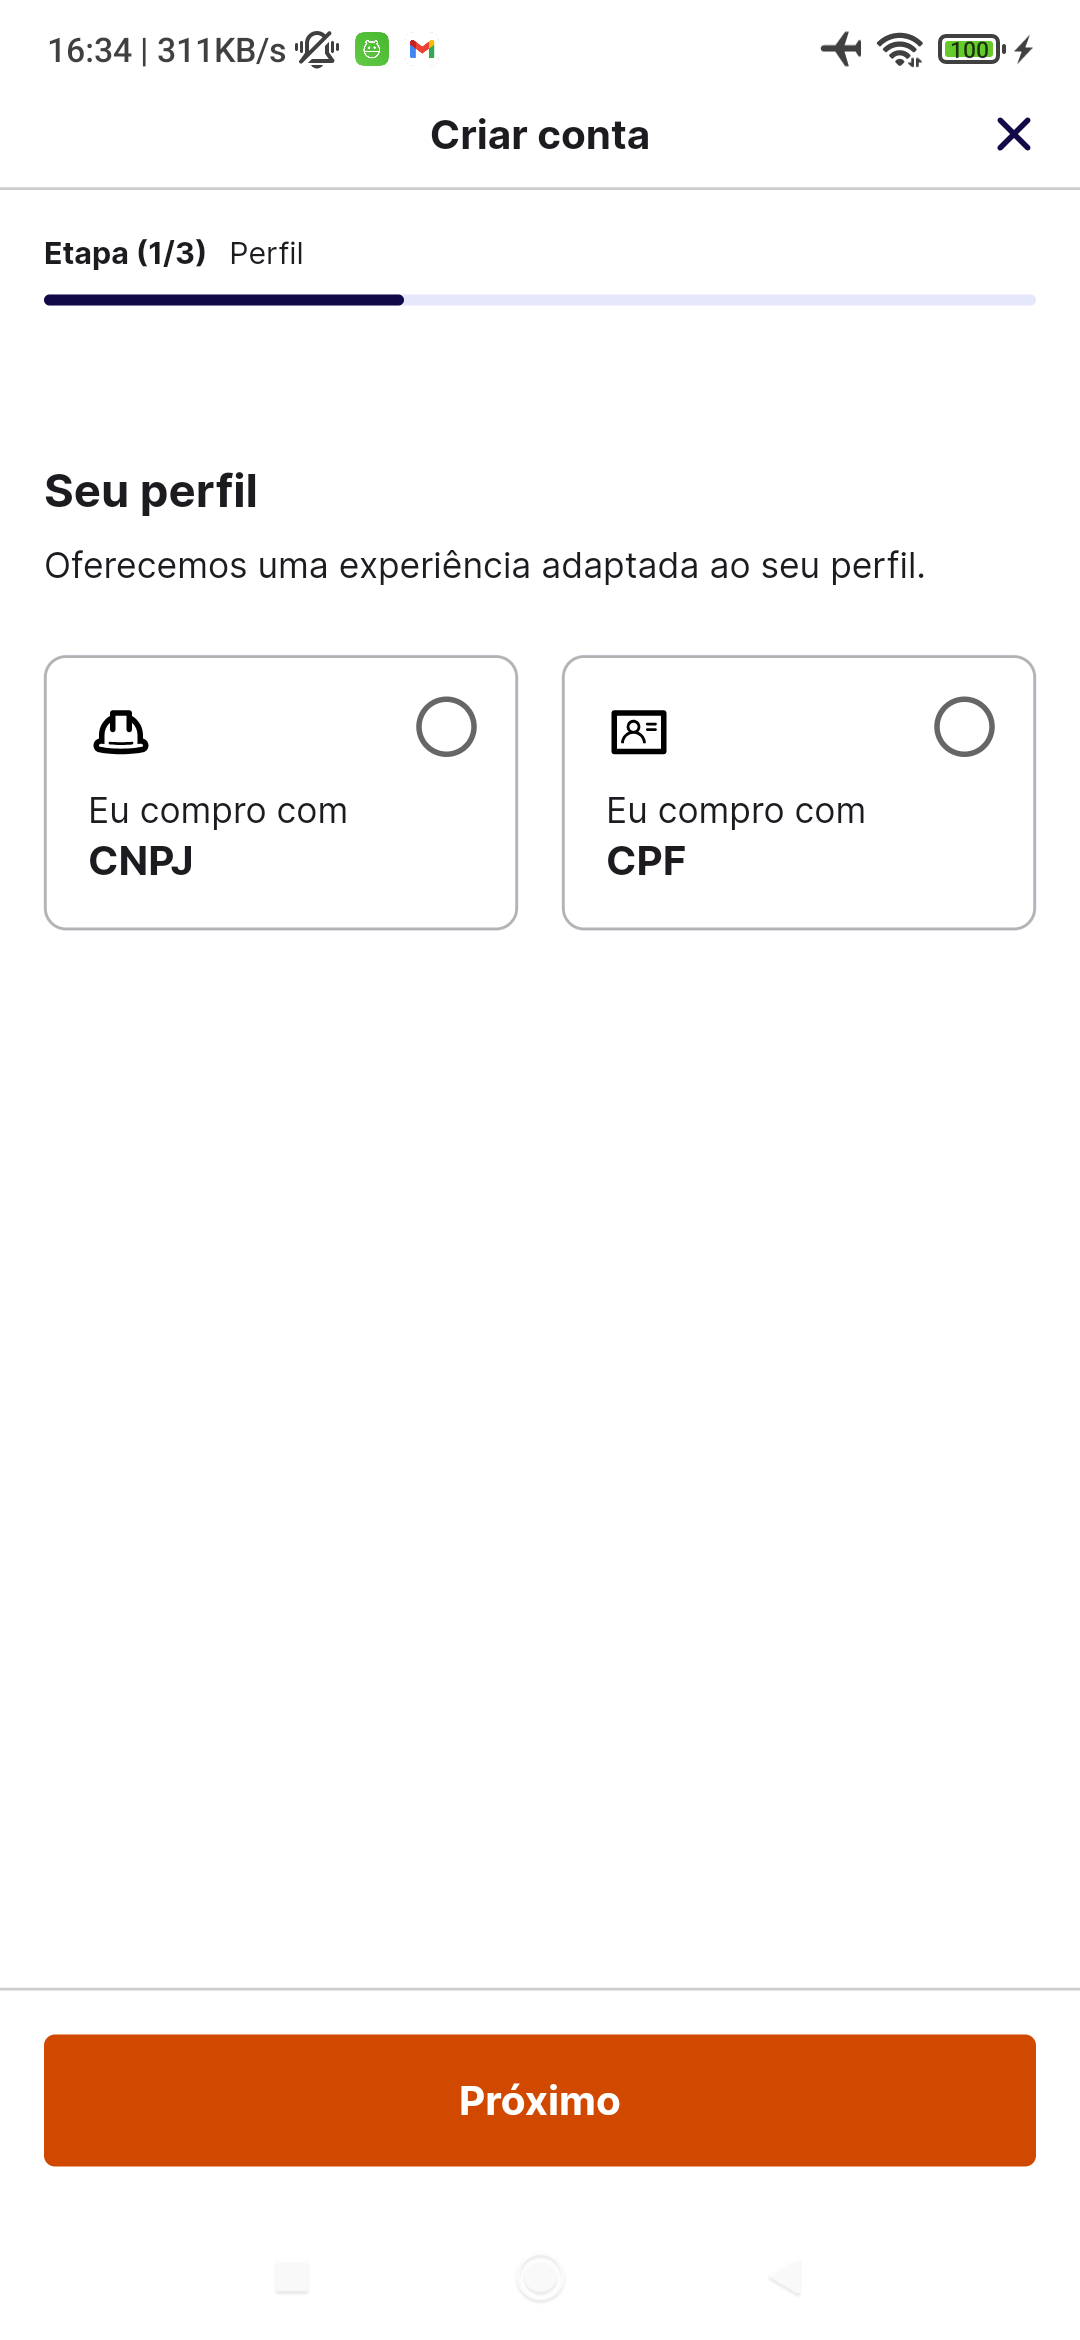 16:34 | 311KB/s
100
Criar conta
Etapa (1/3) Perfil
Seu perfil
Oferecemos uma experiência adaptada ao seu perfil.
Eu compro com
CNPJ
Eu compro com
CPF
Próximo